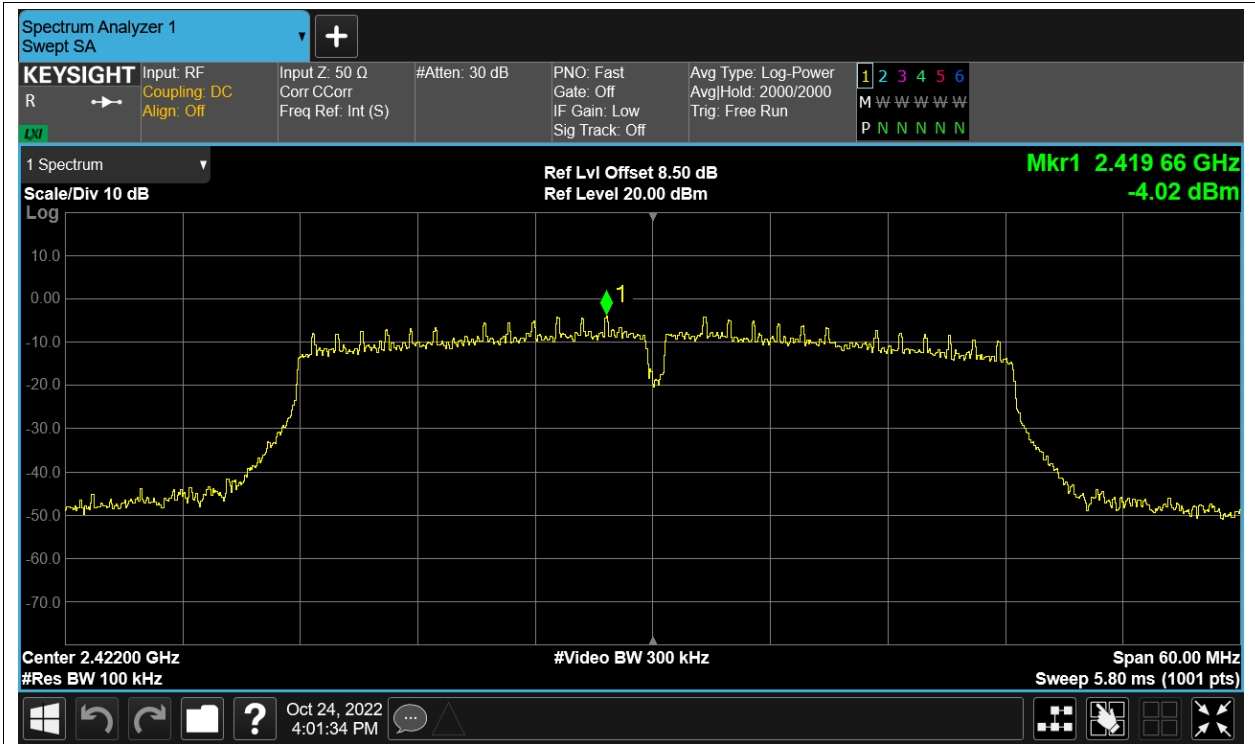 Spectrum Analyzer 1
Swept SA
KEYSIGHT
R
LXI
Input: RF
Coupling: DC
Align: Off
Input Z: 50 Ω
Corr CCorr
Freq Ref: Int (S)
#Atten: 30 dB
PNO: Fast
Gate: Off
IF Gain: Low
Sig Track: Off
Avg Type: Log-Power
Avg|Hold: 2000/2000
Trig: Free Run
1 2 3 4 5 6
M W W W W W
P N N N N N
1 Spectrum
Scale/Div 10 dB
Log
Ref Lvl Offset 8.50 dB
Ref Level 20.00 dBm
Mkr1 2.419 66 GHz
-4.02 dBm
10.0
0.00
1
-10.0
-20.0
-30.0
-40.0
-50.0
-60.0
-70.0
Center 2.42200 GHz
#Res BW 100 kHz
#Video BW 300 kHz
Span 60.00 MHz
Sweep 5.80 ms (1001 pts)
?
Oct 24, 2022
4:01:34 PM